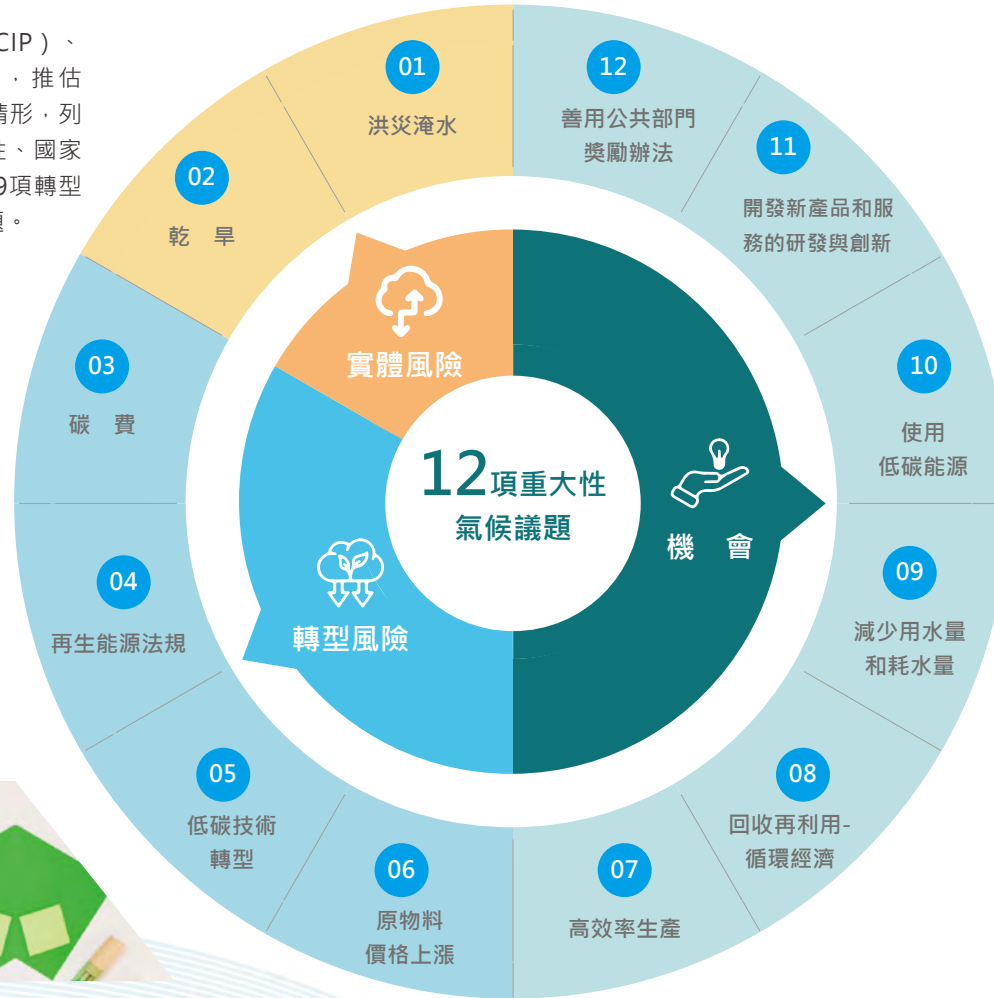 CIP）、
，推估
情形，列
性、國家
9項轉型
題。
12項重大性
氣候議題
實體風險
轉型風險
機 會
01
洪災淹水
02
乾 旱
03
碳 費
04
再生能源法規
05
低碳技術
轉型
06
原物料
價格上漲
07
高效率生產
08
回收再利用-
循環經濟
09
減少用水量
和耗水量
10
使用
低碳能源
11
開發新產品和服
務的研發與創新
12
善用公共部門
獎勵辦法